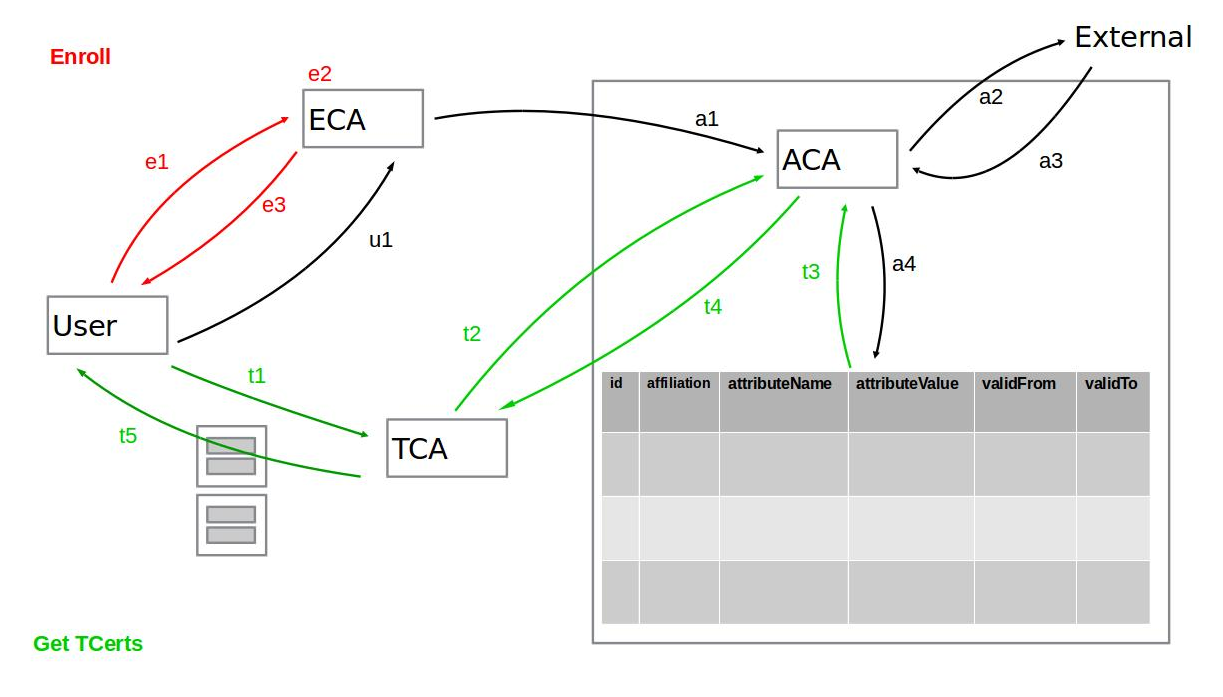 External
Enroll
e2
ECA
a1
a2
ACA
a3
e1
e3
u1
t3
a4
User
t2
t4
t1
id affiliation attributeName attributeValue validFrom validTo
t5
TCA
Get TCerts